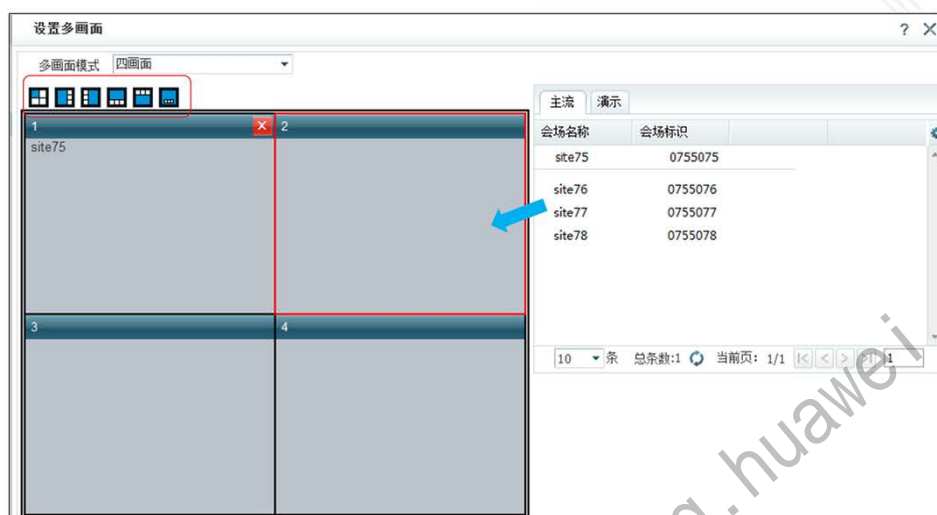 设置多画面
? X
多画面模式 四画面
主流 演示
1 X 2
会场名称 会场标识
site75
site75 0755075
site76 0755076
site77 0755077
site78 0755078
3 4
10 条 总条数:1 当前页: 1/1 |< < > >| 1
g.huawei